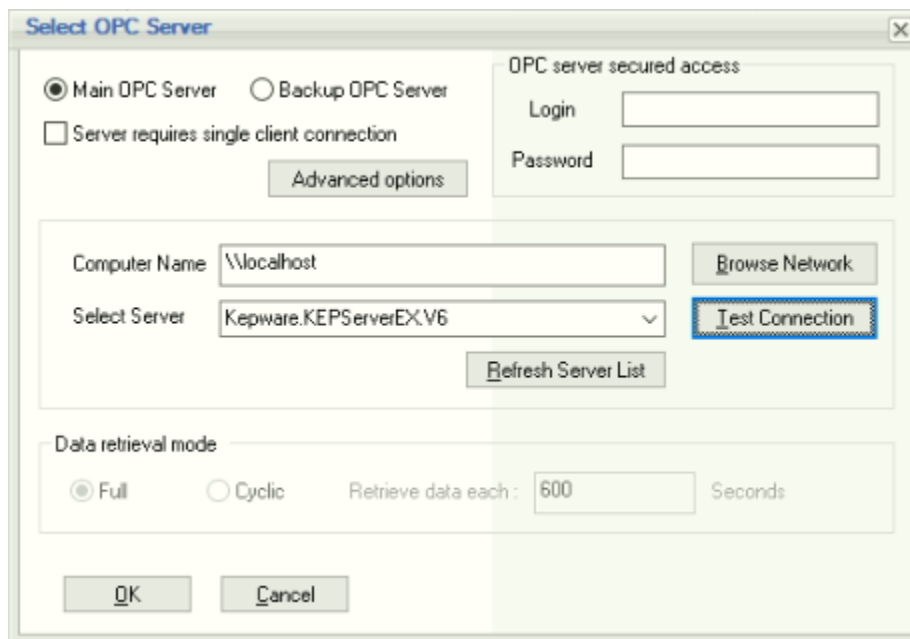 Select OPC Server
OPC server secured access
Main OPC Server Backup OPC Server
Login
Server requires single client connection
Password
Advanced options
Computer Name \\localhost Browse Network
Select Server Kepware.KEPServerEX.V6 Test Connection
Refresh Server List
Data retrieval mode
Full Cyclic Retrieve data each : 600 Seconds
OK Cancel